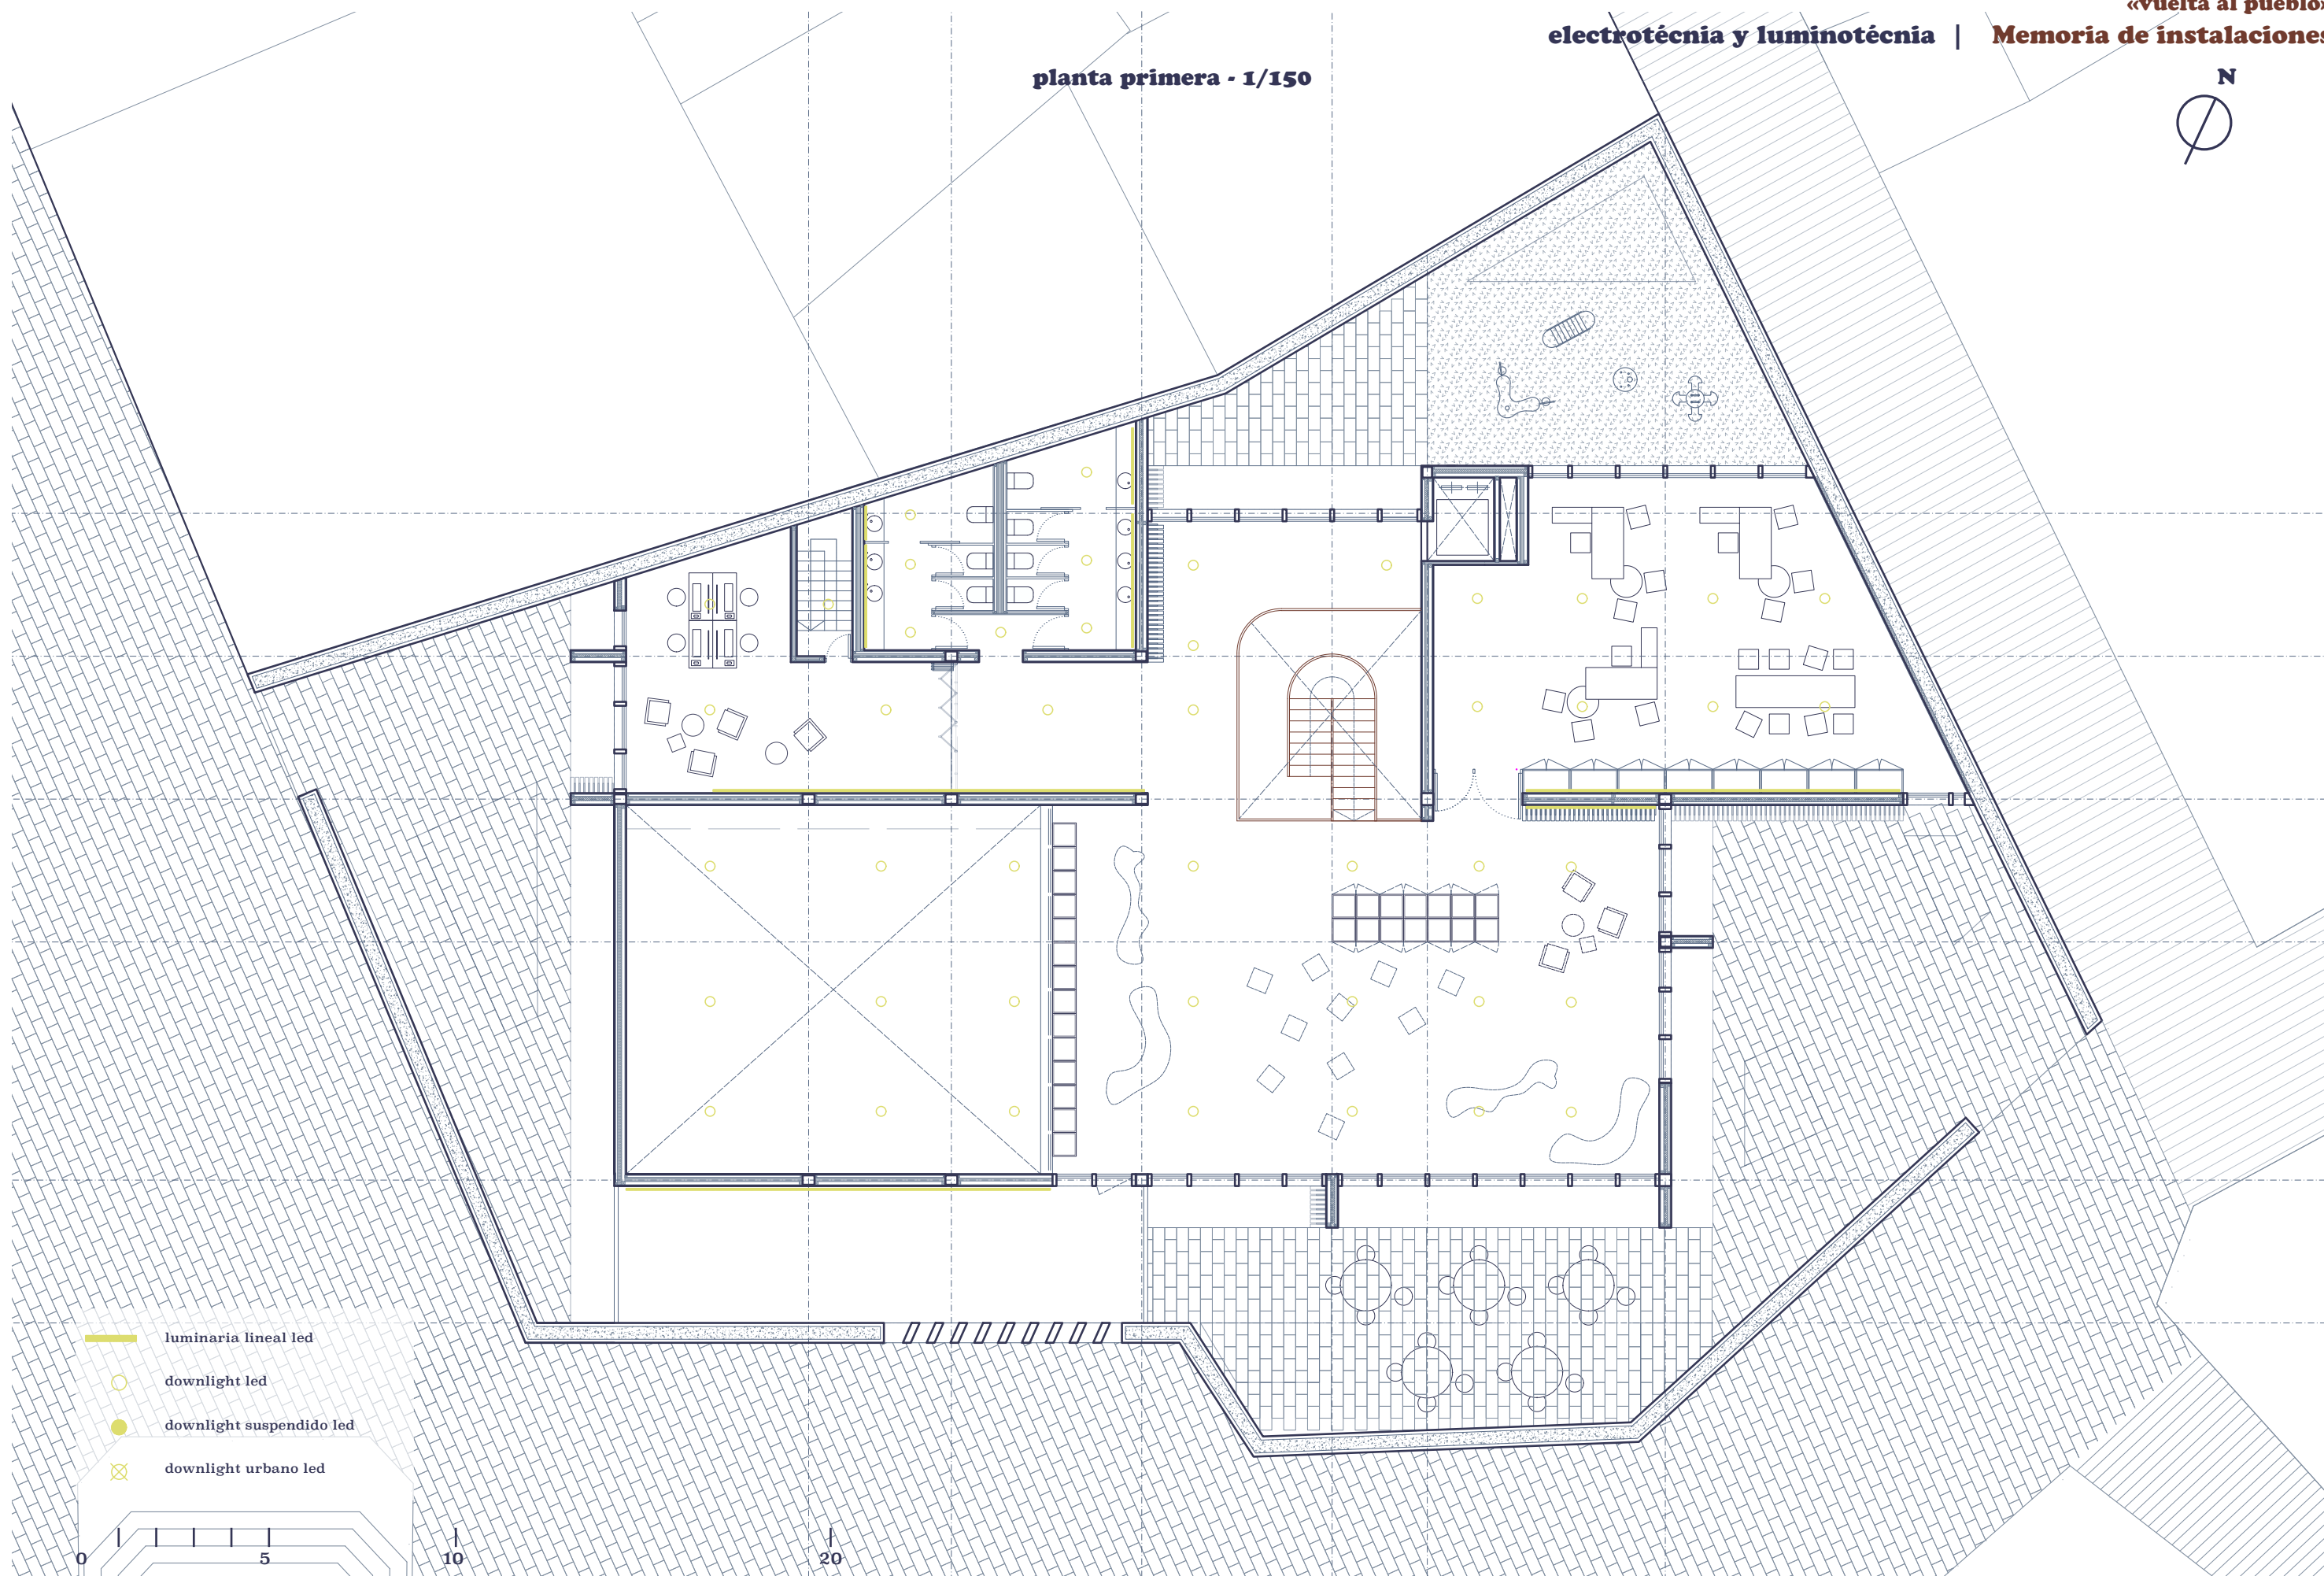 «vuelta al pueblo»
electrotécnia y luminotécnia | Memoria de instalaciones
planta primera - 1/150
N
luminaria lineal led
downlight led
downlight suspendido led
downlight urbano led
0 5 10 20